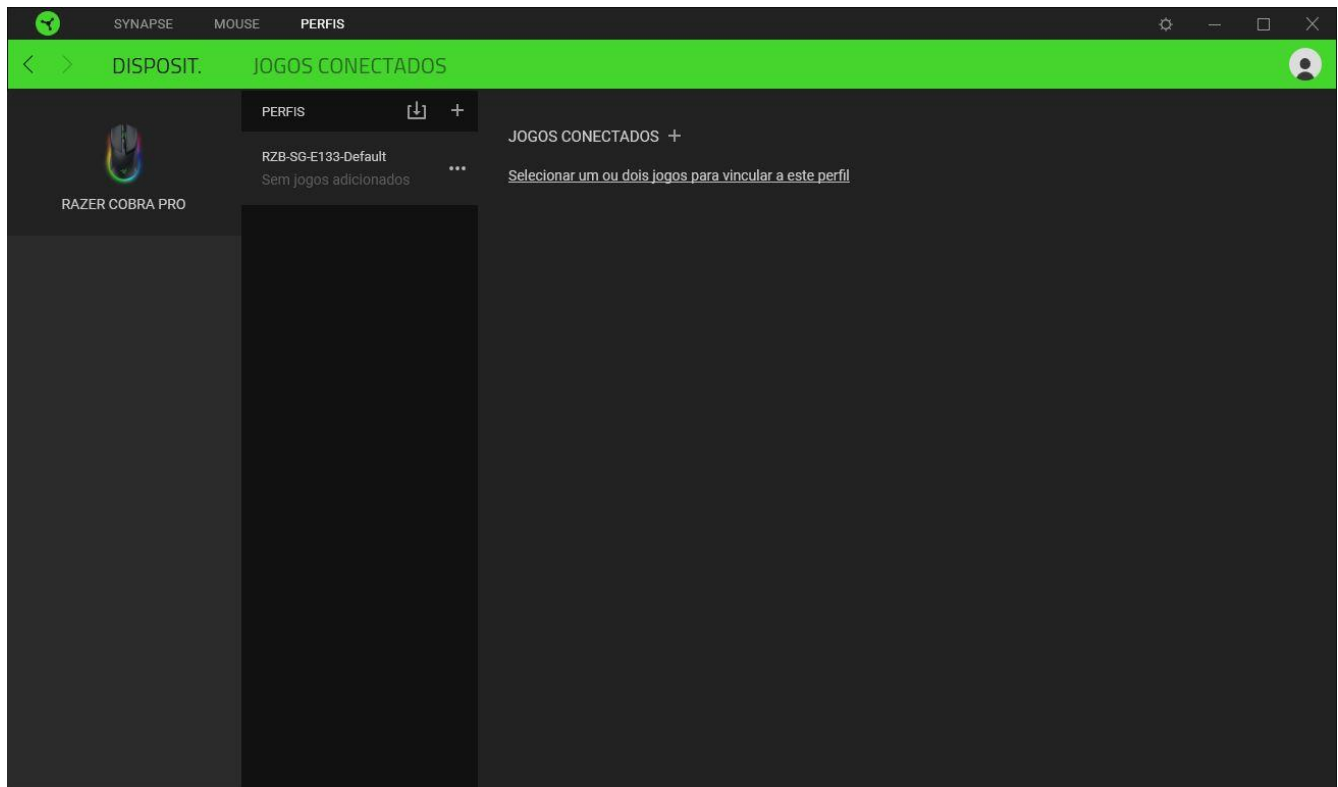 SYNAPSE MOUSE PERFIS
DISPOSIT. JOGOS CONECTADOS
RAZER COBRA PRO
PERFIS
RZB-SG-E133-Default
Sem jogos adicionados
JOGOS CONECTADOS
Selecionar um ou dois jogos para vincular a este perfil